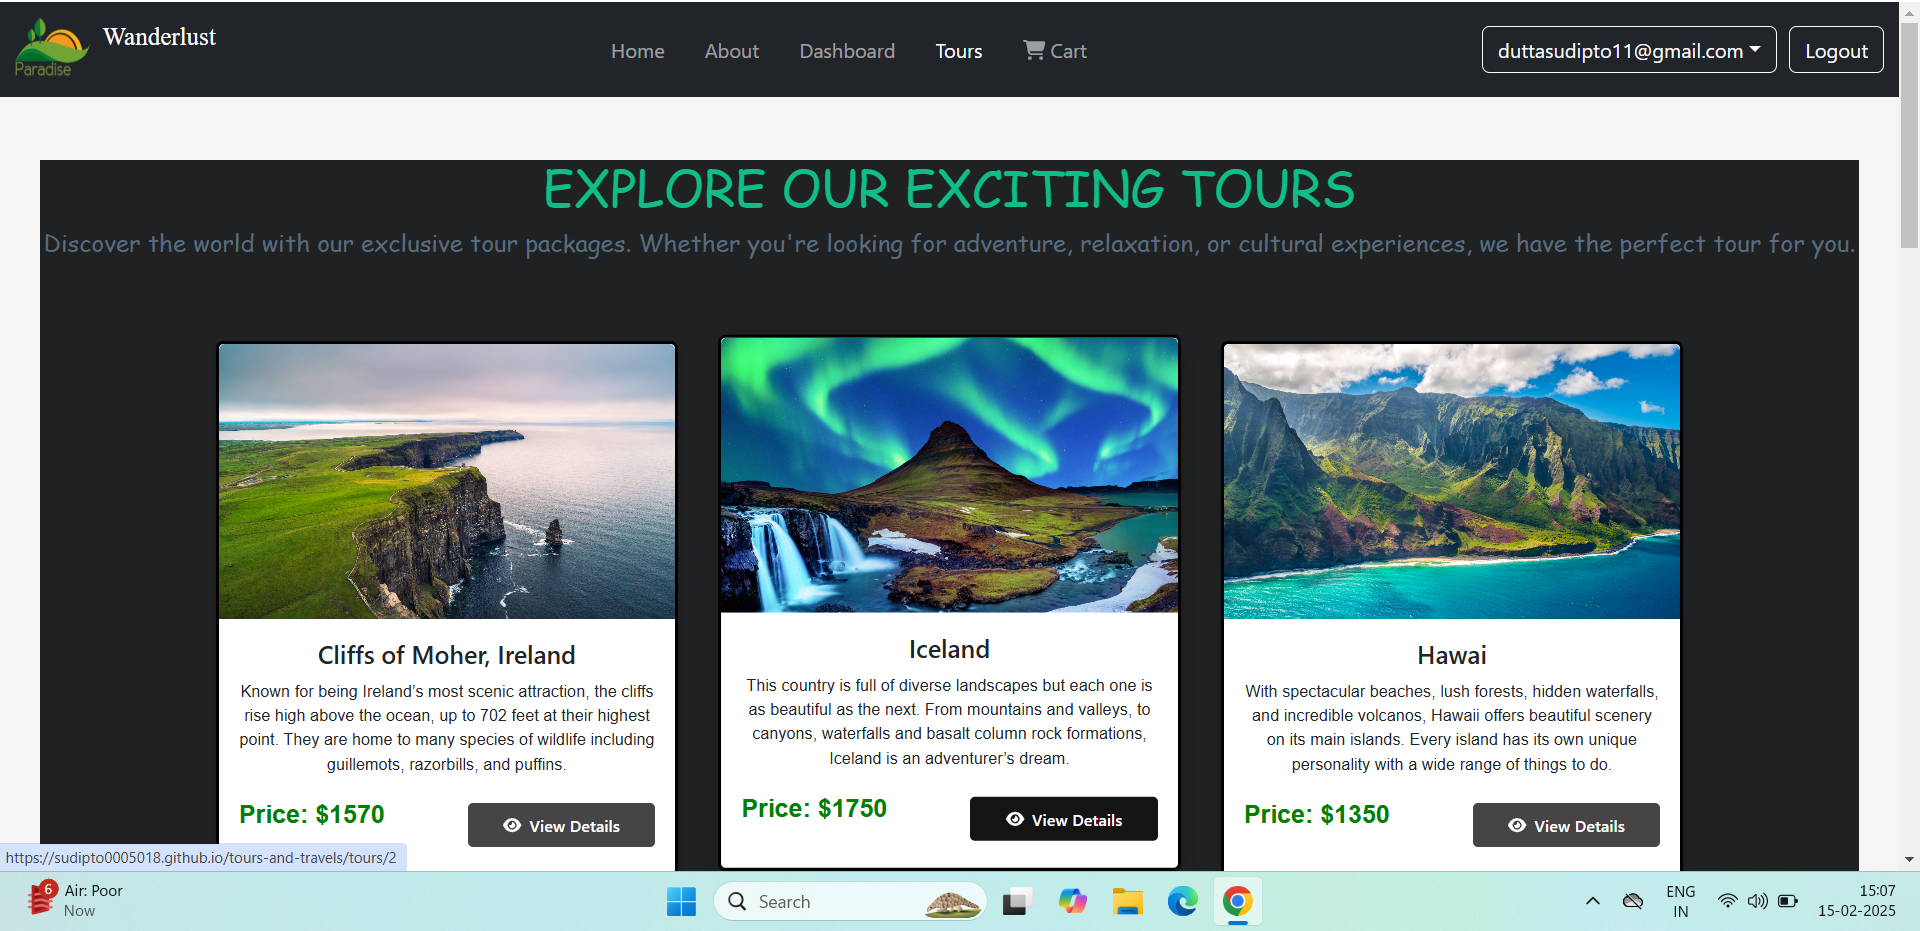 Paradise
Wanderlust
Home
About
Dashboard
Tours
Cart
duttasudipto11@gmail.com
Logout
EXPLORE OUR EXCITING TOURS
Discover the world with our exclusive tour packages. Whether you're looking for adventure, relaxation, or cultural experiences, we have the perfect tour for you.
Cliffs of Moher, Ireland
Known for being Ireland’s most scenic attraction, the cliffs
rise high above the ocean, up to 702 feet at their highest
point. They are home to many species of wildlife including
guillemots, razorbills, and puffins.
Price: $1570
View Details
Iceland
This country is full of diverse landscapes but each one is
as beautiful as the next. From mountains and valleys, to
canyons, waterfalls and basalt column rock formations,
Iceland is an adventurer’s dream.
Price: $1750
View Details
Hawai
With spectacular beaches, lush forests, hidden waterfalls,
and incredible volcanos, Hawaii offers beautiful scenery
on its main islands. Every island has its own unique
personality with a wide range of things to do.
Price: $1350
View Details
https://sudipto0005018.github.io/tours-and-travels/tours/2
6
Air: Poor
Now
Search
ENG
IN
15:07
15-02-2025